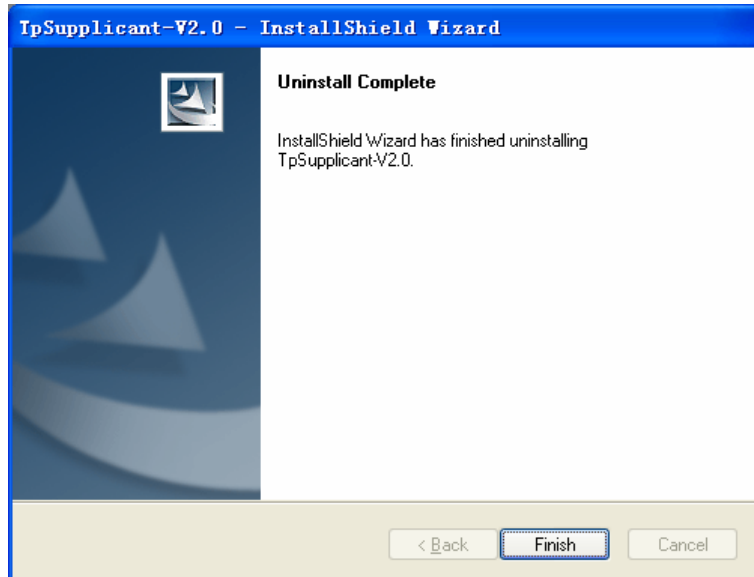 TpSupplicant-V2.0 - InstallShield Wizard
Uninstall Complete
InstallShield Wizard has finished uninstalling
TpSupplicant-V2.0.
< Back Finish Cancel